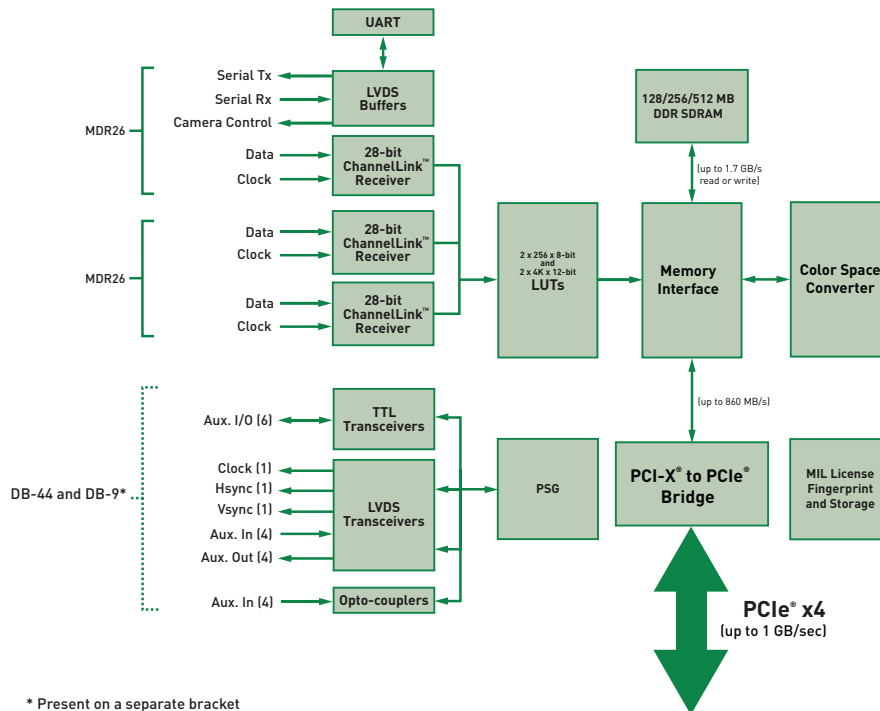 UART
Serial Tx
Serial Rx
Camera Control
LVDS
Buffers
MDR26
Data
Clock
28-bit
ChannelLink™
Receiver
128/256/512 MB
DDR SDRAM
(up to 1.7 GB/s
read or write)
MDR26
Data
Clock
28-bit
ChannelLink™
Receiver
Data
Clock
28-bit
ChannelLink™
Receiver
2 x 256 x 8-bit
and
2 x 4K x 12-bit
LUTs
Memory
Interface
Color Space
Converter
(up to 860 MB/s)
DB-44 and DB-9*
Aux. I/O (6)
TTL
Transceivers
Clock (1)
Hsync (1)
Vsync (1)
Aux. In (4)
Aux. Out (4)
LVDS
Transceivers
Aux. In (4)
Opto-couplers
PSG
PCI-X® to PCIe®
Bridge
MIL License
Fingerprint
and Storage
PCIe® x4
(up to 1 GB/sec)
* Present on a separate bracket